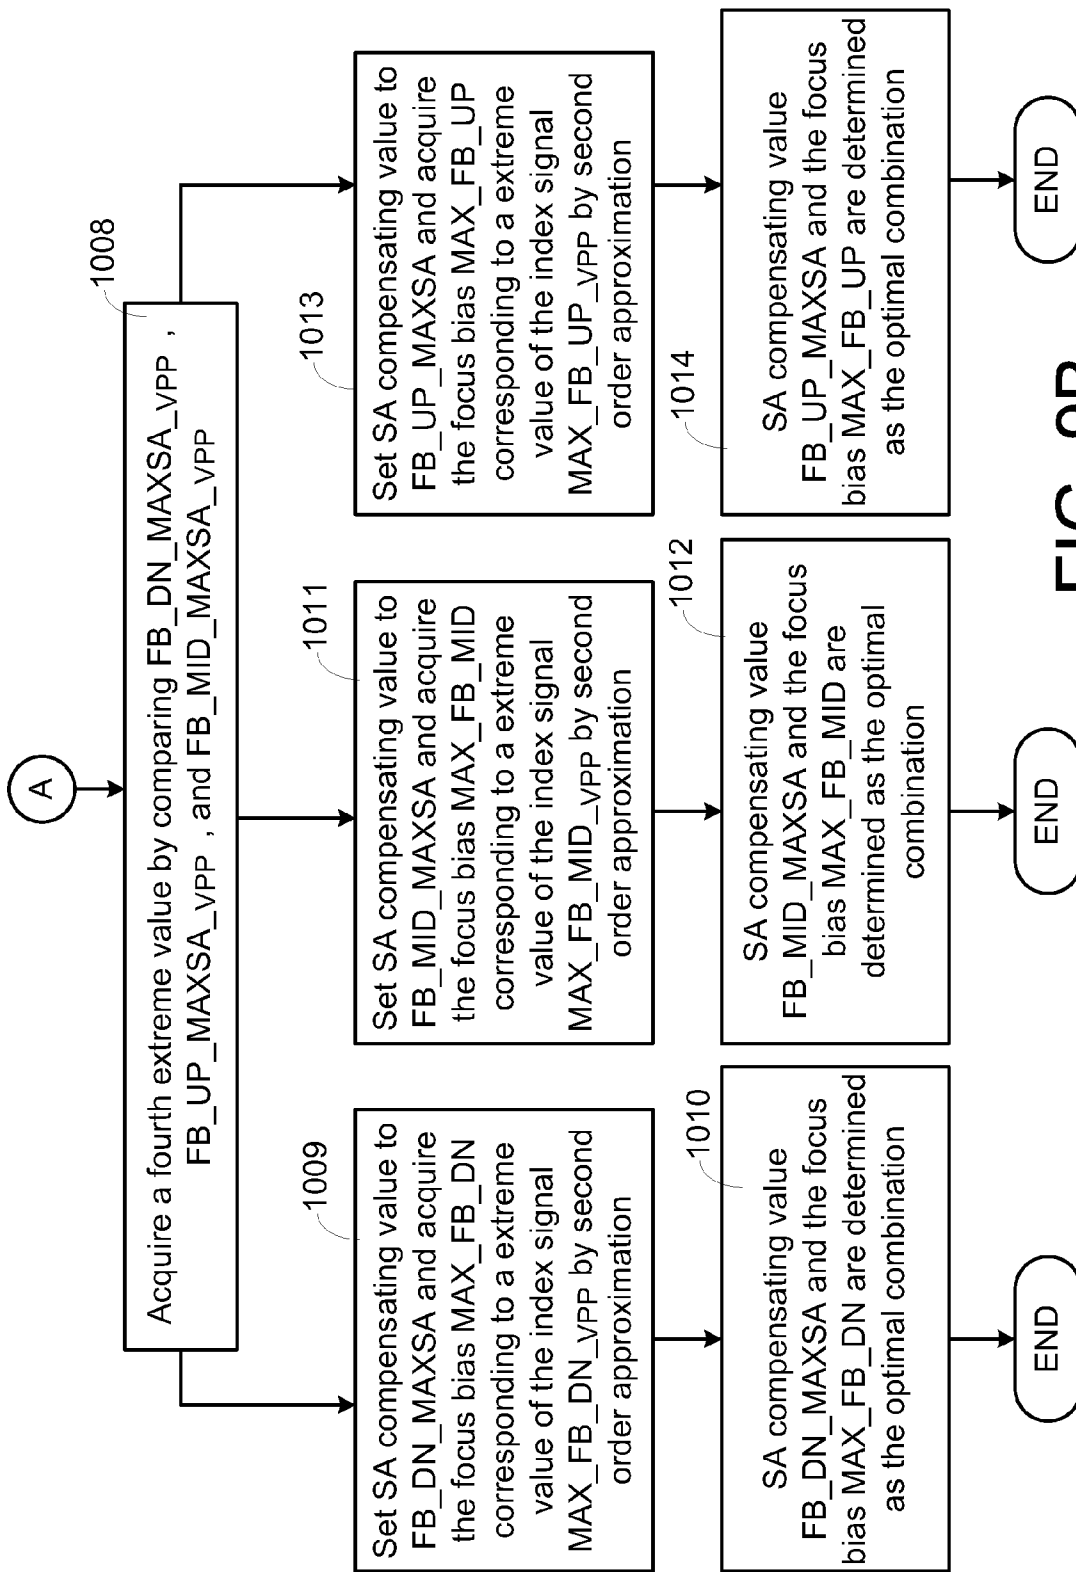 A
1008
Acquire a fourth extreme value by comparing FB_DN_MAXSA_VPP ,
FB_UP_MAXSA_VPP , and FB_MID_MAXSA_VPP
1009
Set SA compensating value to
FB_DN_MAXSA and acquire
the focus bias MAX_FB_DN
corresponding to a extreme
value of the index signal
MAX_FB_DN_VPP by second
order approximation
1010
SA compensating value
FB_DN_MAXSA and the focus
bias MAX_FB_DN are determined
as the optimal combination
END
1011
Set SA compensating value to
FB_MID_MAXSA and acquire
the focus bias MAX_FB_MID
corresponding to a extreme
value of the index signal
MAX_FB_MID_VPP by second
order approximation
1012
SA compensating value
FB_MID_MAXSA and the focus
bias MAX_FB_MID are
determined as the optimal
combination
END
1013
Set SA compensating value to
FB_UP_MAXSA and acquire
the focus bias MAX_FB_UP
corresponding to a extreme
value of the index signal
MAX_FB_UP_VPP by second
order approximation
1014
SA compensating value
FB_UP_MAXSA and the focus
bias MAX_FB_UP are determined
as the optimal combination
END
FIG.